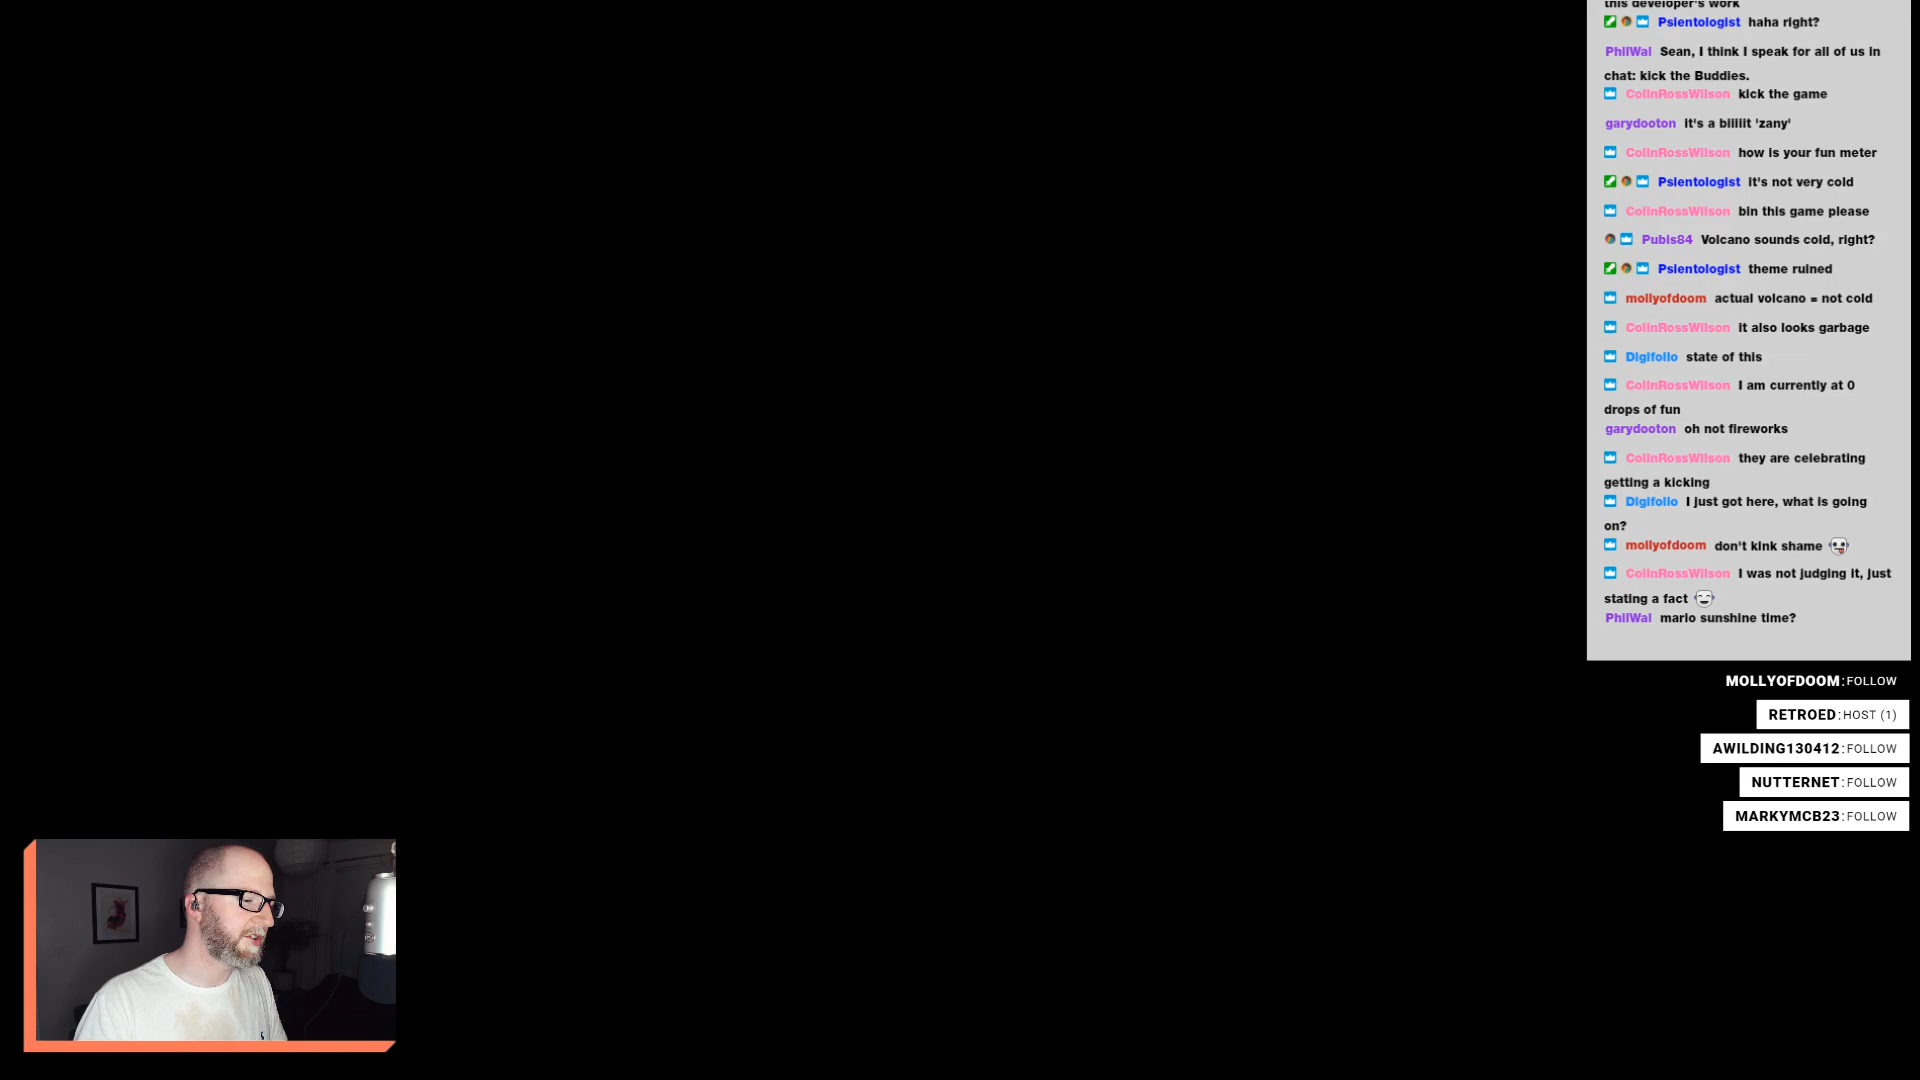 this developer's work
Psientologist haha right?
PhilWal Sean, I think I speak for all of us in
chat: kick the Buddies.
ColinRossWilson kick the game
garydooton it's a biiiiit 'zany'
ColinRossWilson how is your fun meter
Psientologist it's not very cold
ColinRossWilson bin this game please
Pubis84 Volcano sounds cold, right?
Psientologist theme ruined
mollyofdoom actual volcano = not cold
ColinRossWilson it also looks garbage
Digifolio state of this
ColinRossWilson I am currently at 0
drops of fun
garydooton oh not fireworks
ColinRossWilson they are celebrating
getting a kicking
Digifolio I just got here, what is going
on?
mollyofdoom don't kink shame
ColinRossWilson I was not judging it, just
stating a fact
PhilWal mario sunshine time?
MOLLYOFDOOM:FOLLOW
RETROED:HOST (1)
AWILDING130412:FOLLOW
NUTTERNET:FOLLOW
MARKYMCB23:FOLLOW